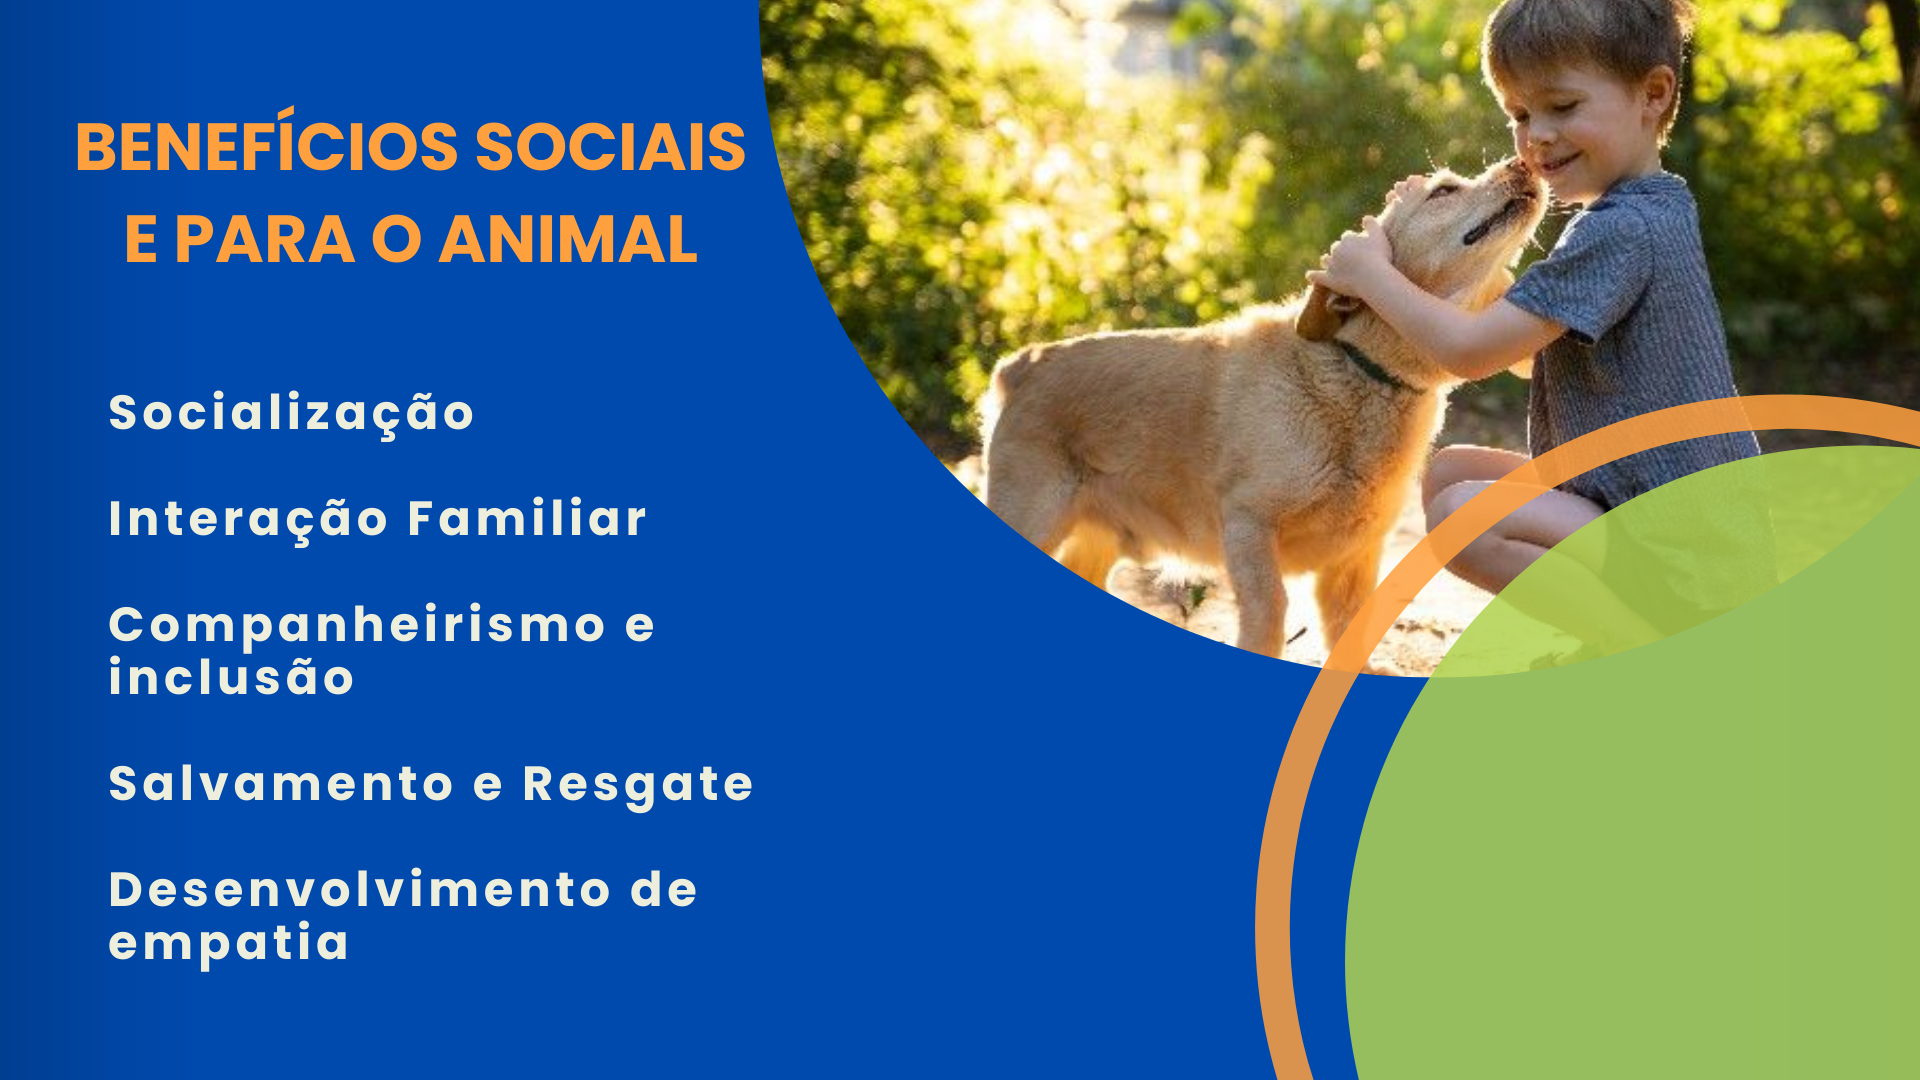 BENEFÍCIOS SOCIAIS
E PARA O ANIMAL
Socialização
Interação Familiar
Companheirismo e
inclusão
Salvamento e Resgate
Desenvolvimento de
empatia